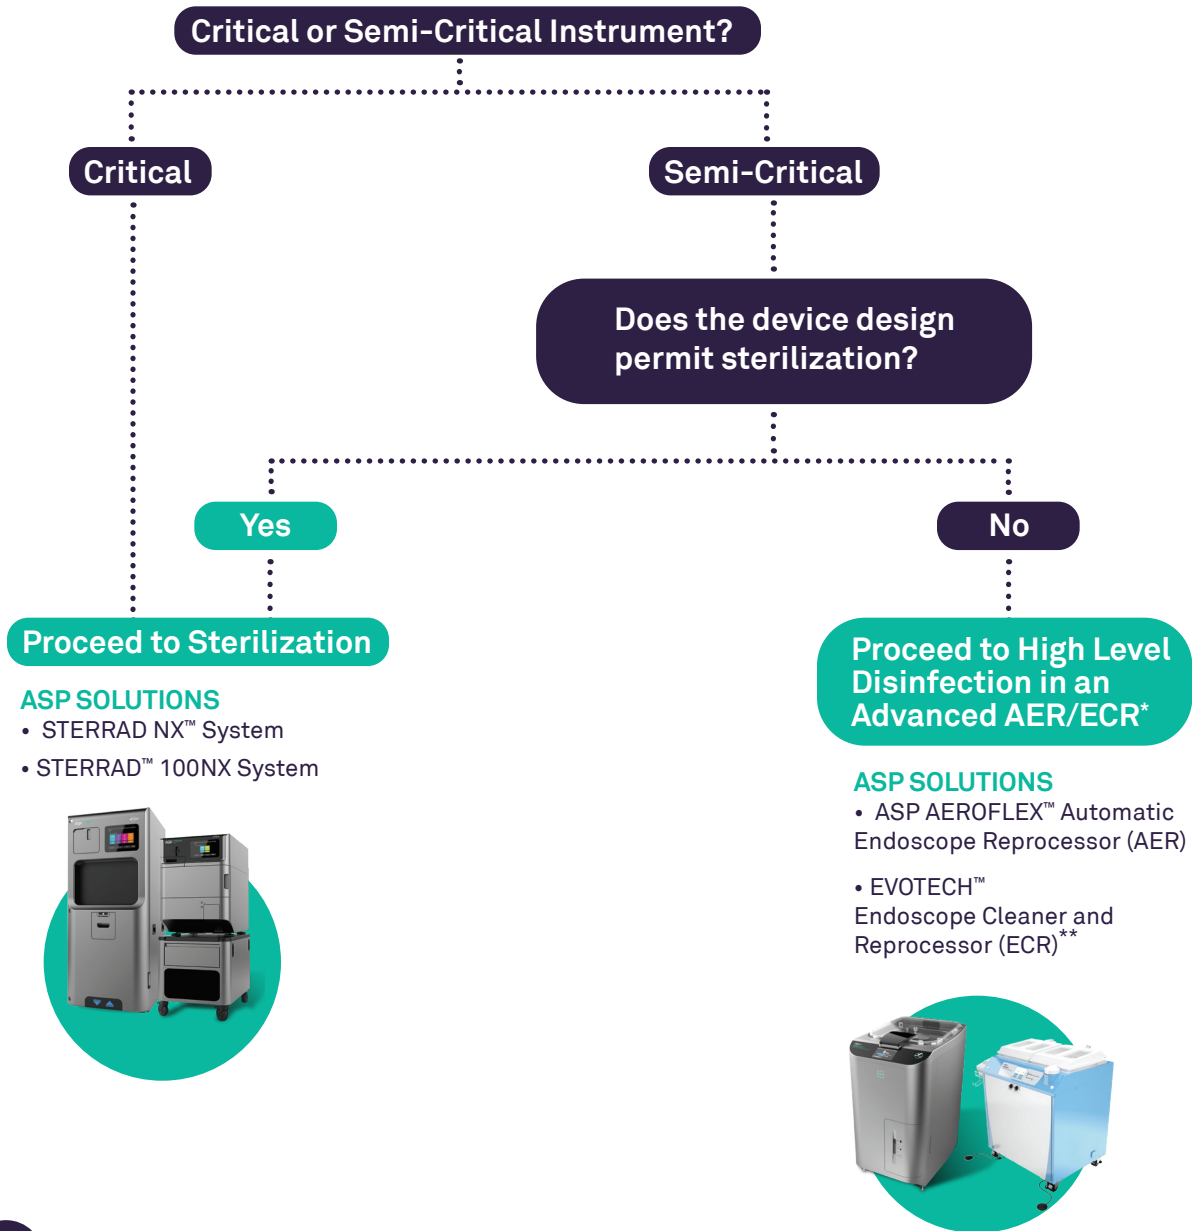 Critical or Semi-Critical Instrument?
Critical
Semi-Critical
Does the device design
permit sterilization?
Yes
No
Proceed to Sterilization
ASP SOLUTIONS
• STERRAD NX™ System
• STERRAD™ 100NX System
Proceed to High Level
Disinfection in an
Advanced AER/ECR*
ASP SOLUTIONS
• ASP AEROFLEX™ Automatic
Endoscope Reprocessor (AER)
• EVOTECH™
Endoscope Cleaner and
Reprocessor (ECR)**